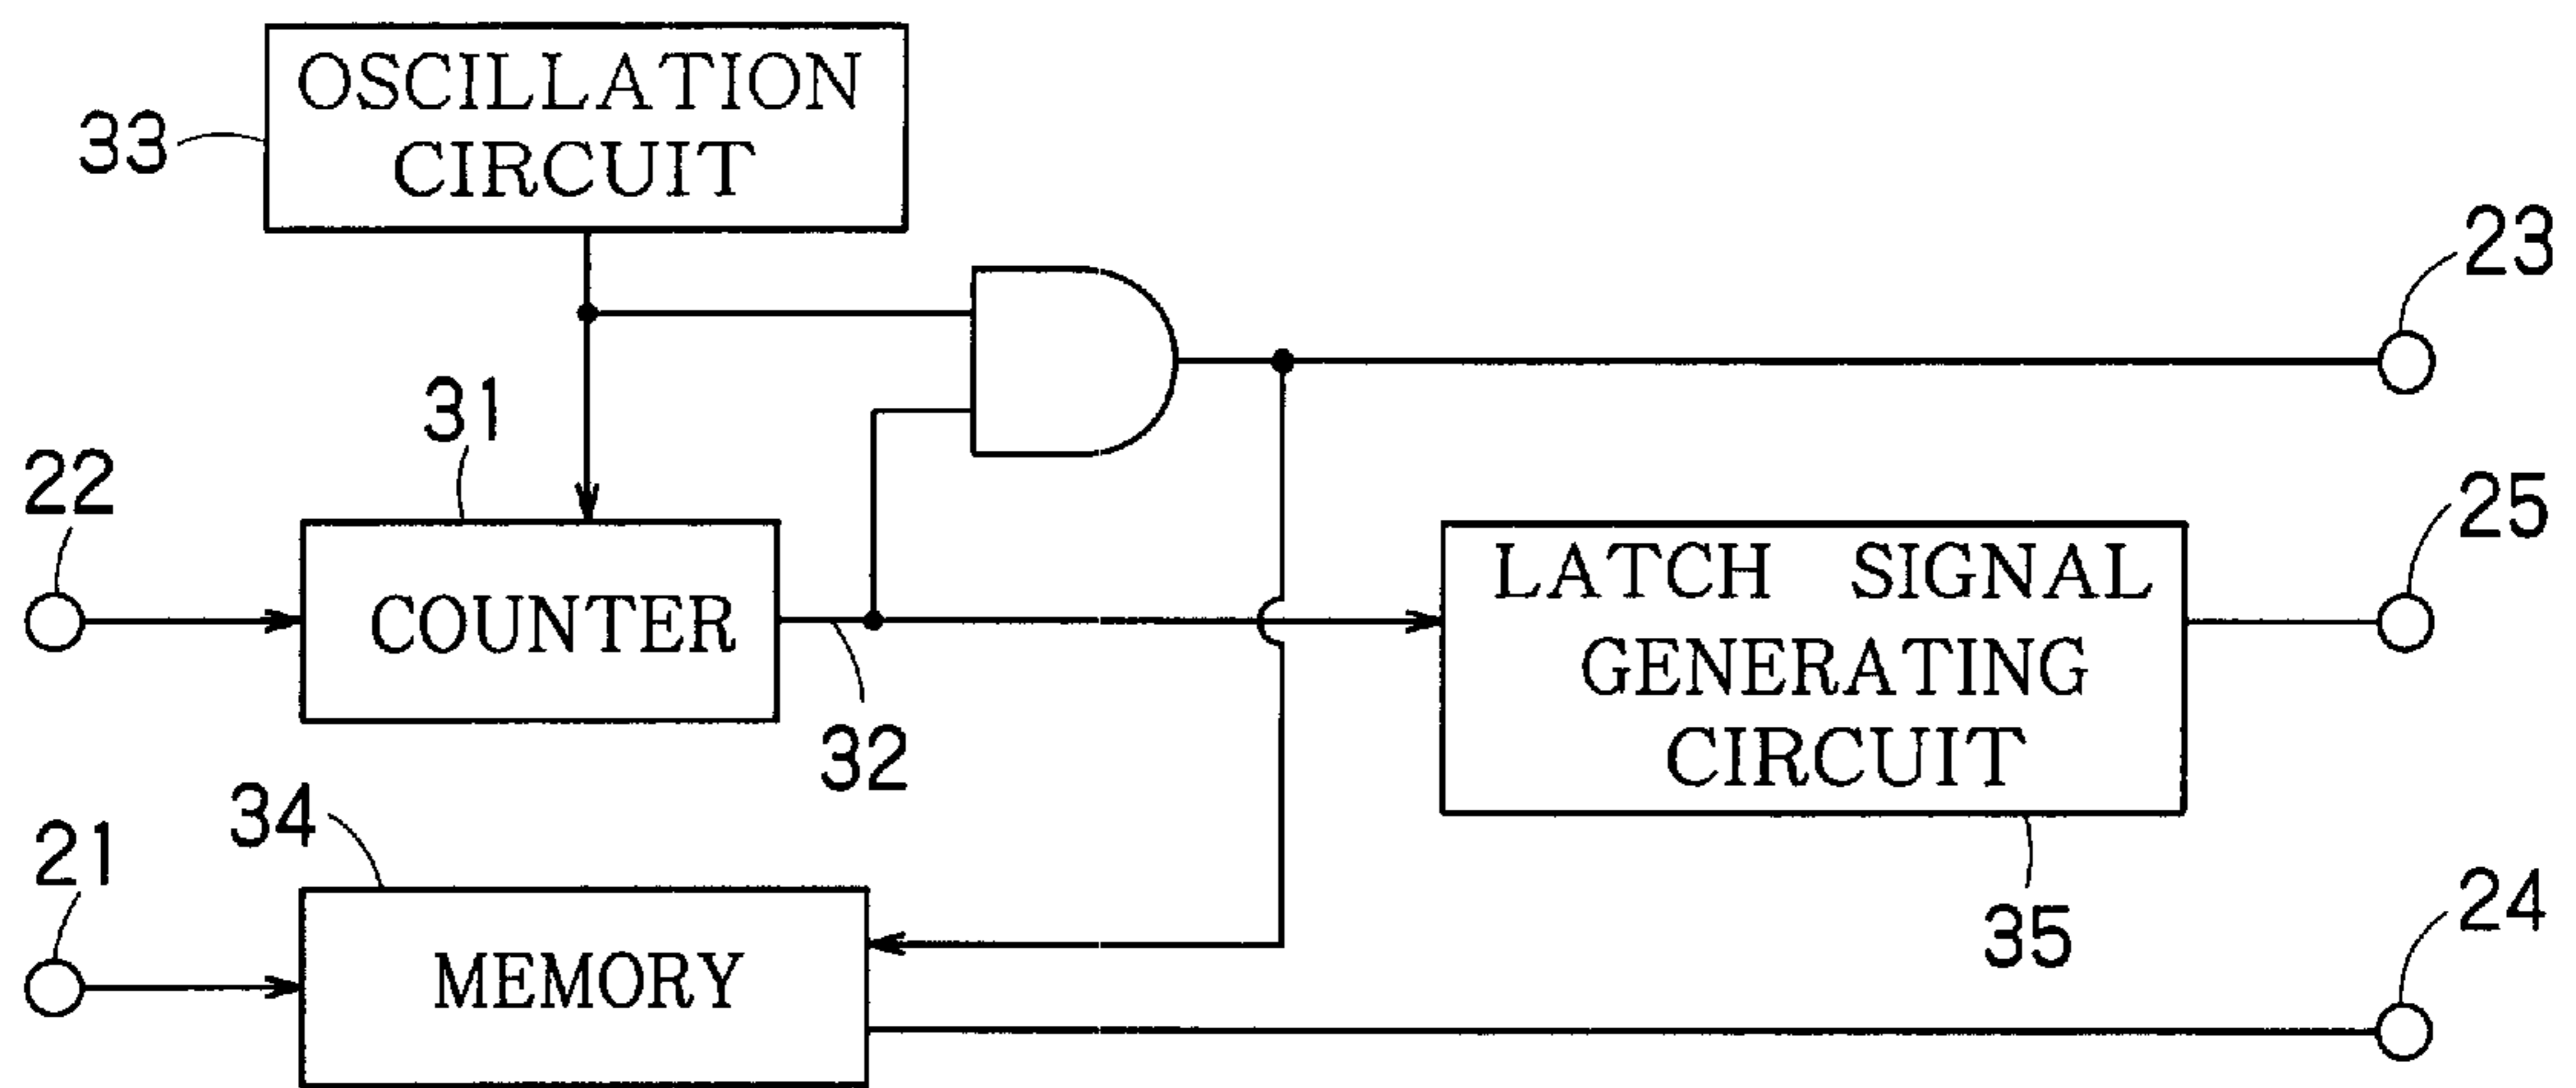 OSCILLATION
CIRCUIT
33
23
31
22
COUNTER
32
LATCH SIGNAL
GENERATING
CIRCUIT
25
35
34
21
MEMORY
24